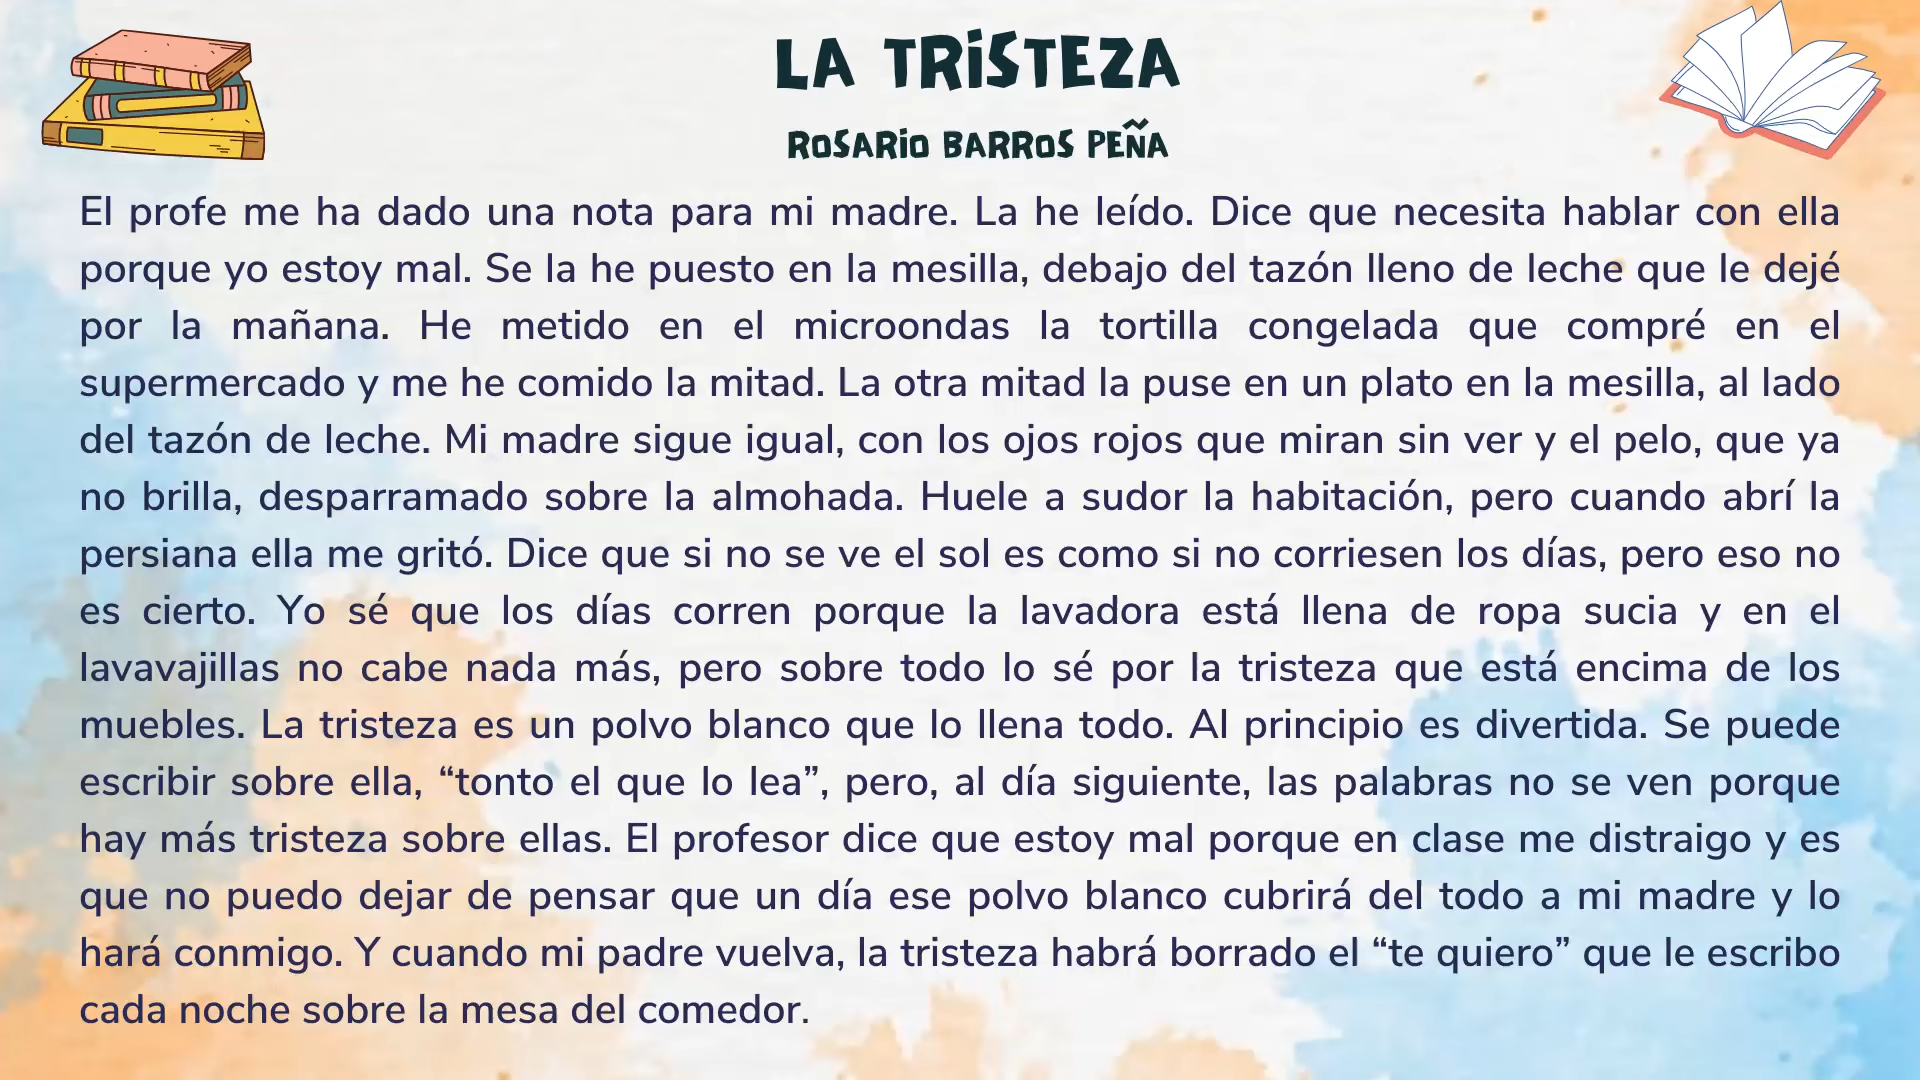 LA TRISTEZA
ROSARIO BARROS PEÑA
El profe me ha dado una nota para mi madre. La he leído. Dice que necesita hablar con ella
porque yo estoy mal. Se la he puesto en la mesilla, debajo del tazón lleno de leche que le dejé
por la mañana. He metido en el microondas la tortilla congelada que compré en el
supermercado y me he comido la mitad. La otra mitad la puse en un plato en la mesilla, al lado
del tazón de leche. Mi madre sigue igual, con los ojos rojos que miran sin ver y el pelo, que ya
no brilla, desparramado sobre la almohada. Huele a sudor la habitación, pero cuando abrí la
persiana ella me gritó. Dice que si no se ve el sol es como si no corriesen los días, pero eso no
es cierto. Yo sé que los días corren porque la lavadora está llena de ropa sucia y en el
lavavajillas no cabe nada más, pero sobre todo lo sé por la tristeza que está encima de los
muebles. La tristeza es un polvo blanco que lo llena todo. Al principio es divertida. Se puede
escribir sobre ella, “tonto el que lo lea”, pero, al día siguiente, las palabras no se ven porque
hay más tristeza sobre ellas. El profesor dice que estoy mal porque en clase me distraigo y es
que no puedo dejar de pensar que un día ese polvo blanco cubrirá del todo a mi madre y lo
hará conmigo. Y cuando mi padre vuelva, la tristeza habrá borrado el “te quiero” que le escribo
cada noche sobre la mesa del comedor.